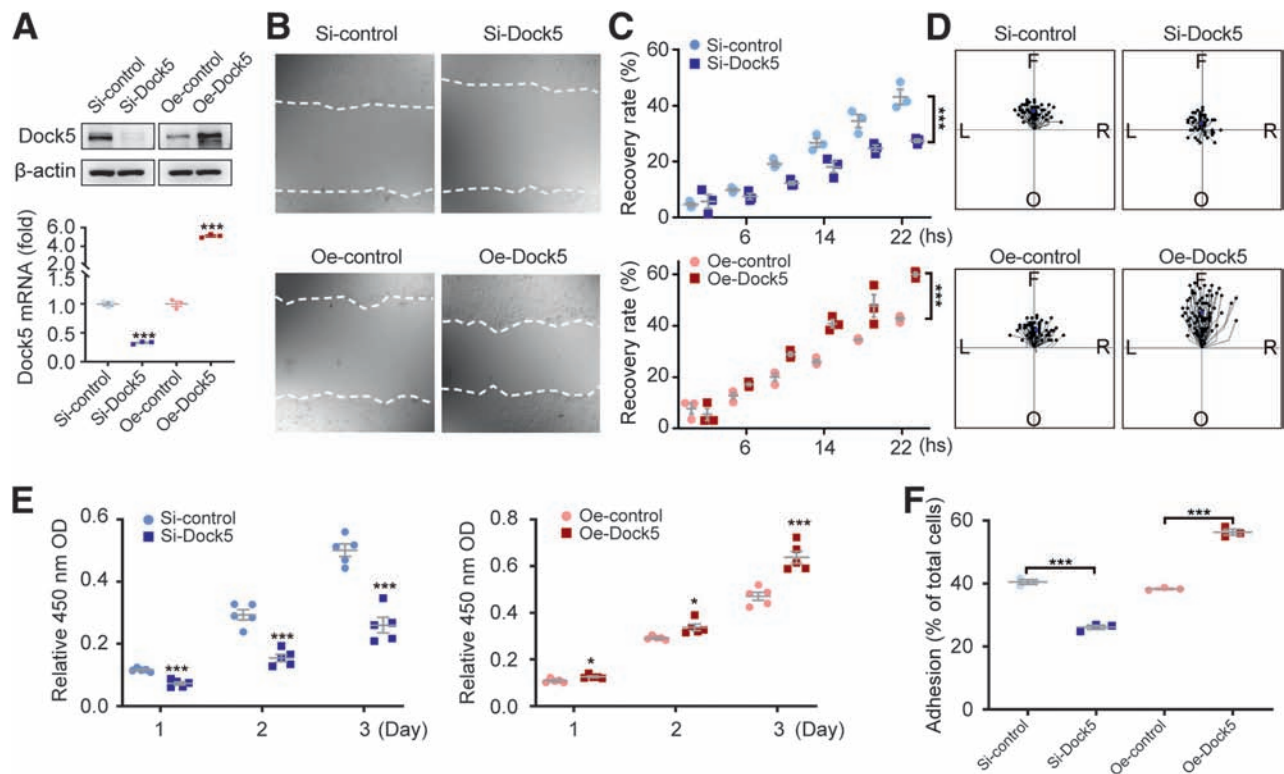 A
Si-control
Si-Dock5
Oe-control
Oe-Dock5
Dock5
β-actin
Dock5 mRNA (fold)
6.0
5.0
4.0
1.5
1.0
0.5
0.0
***
***
Si-control
Si-Dock5
Oe-control
Oe-Dock5
B
Si-control
Si-Dock5
Oe-control
Oe-Dock5
C
Recovery rate (%)
60
40
20
0
Si-control
Si-Dock5
***
6
14
22
(hs)
Recovery rate (%)
60
40
20
0
Oe-control
Oe-Dock5
***
6
14
22
(hs)
D
Si-control
F
L
R
O
Si-Dock5
F
L
R
O
Oe-control
F
L
R
O
Oe-Dock5
F
L
R
O
E
Relative 450 nm OD
0.6
0.4
0.2
0.0
Si-control
Si-Dock5
***
***
***
1
2
3 (Day)
Relative 450 nm OD
0.8
0.6
0.4
0.2
0.0
Oe-control
Oe-Dock5
*
*
***
1
2
3 (Day)
F
Adhesion (% of total cells)
60
40
20
0
***
***
Si-control
Si-Dock5
Oe-control
Oe-Dock5